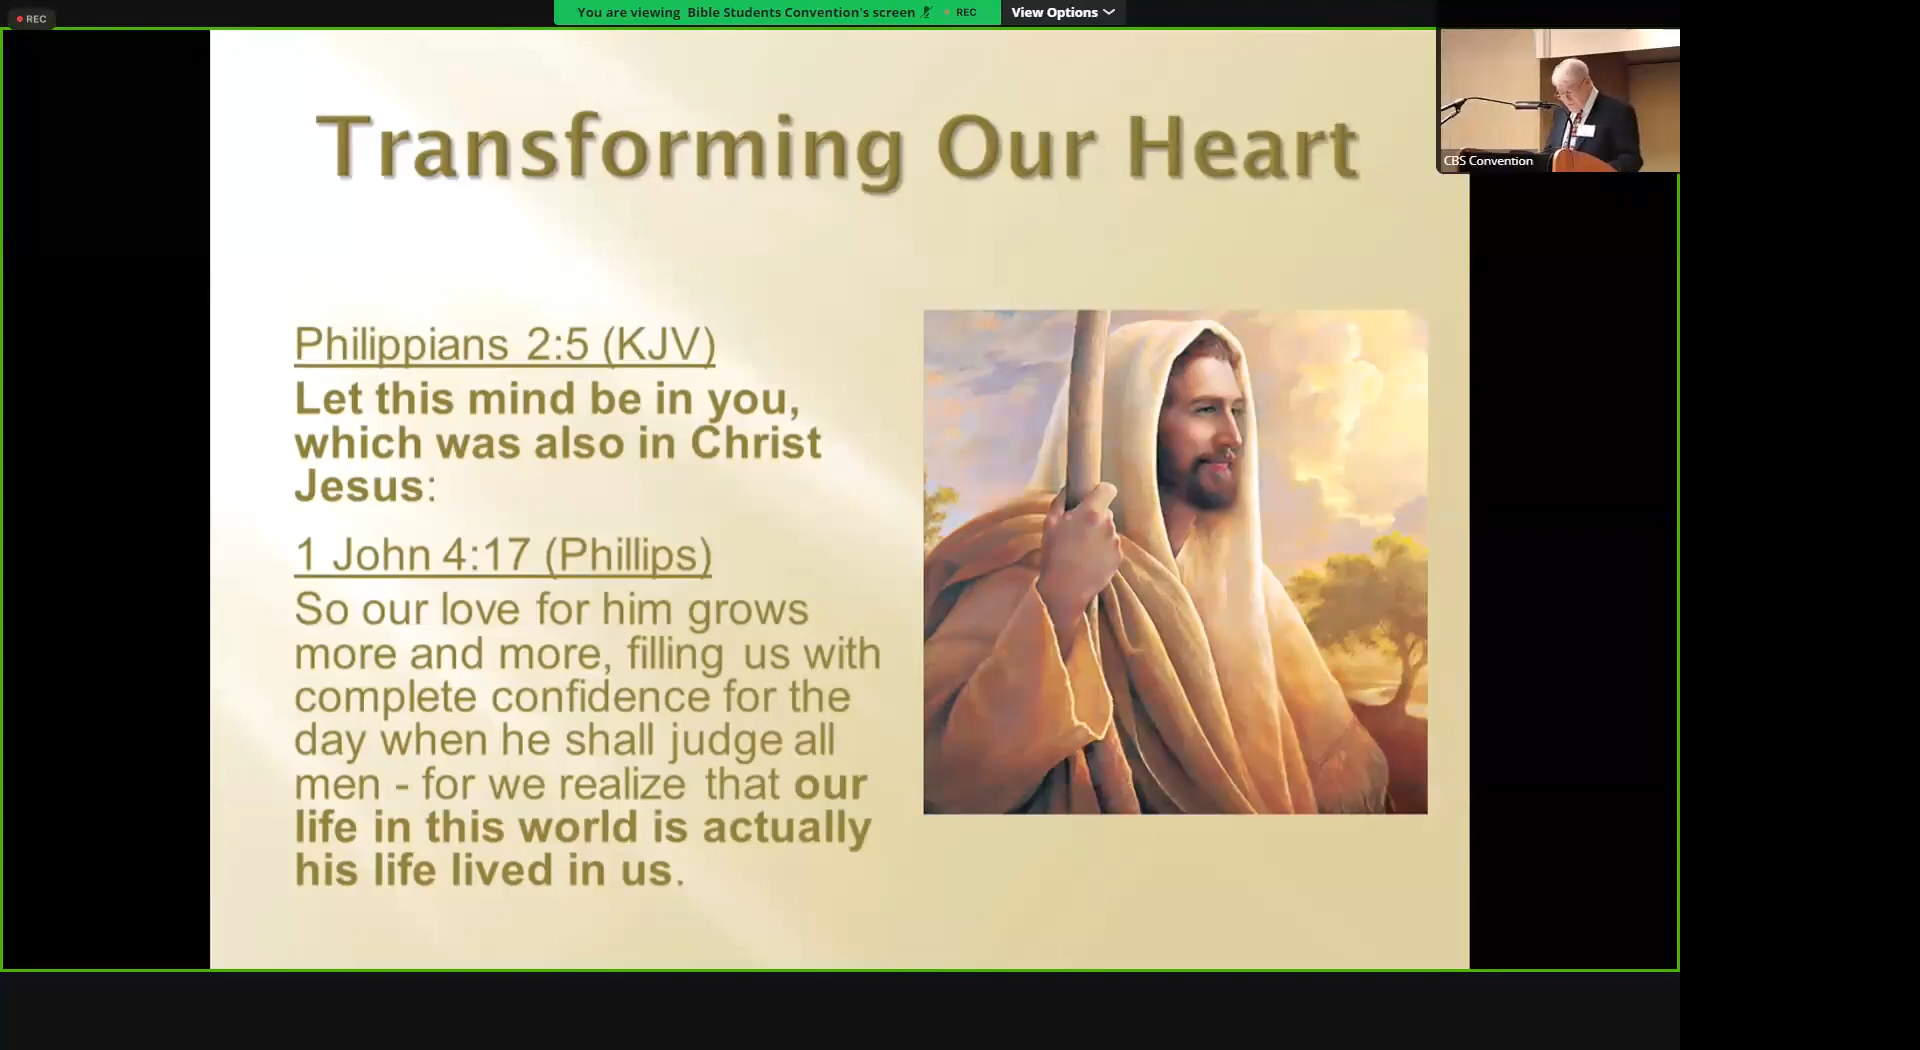 REC
You are viewing Bible Students Convention's screen
REC
View Options
CBS Convention
Transforming Our Heart
Philippians 2:5 (KJV)
Let this mind be in you,
which was also in Christ
Jesus:
1 John 4:17 (Phillips)
So our love for him grows
more and more, filling us with
complete confidence for the
day when he shall judge all
men - for we realize that our
life in this world is actually
his life lived in us.